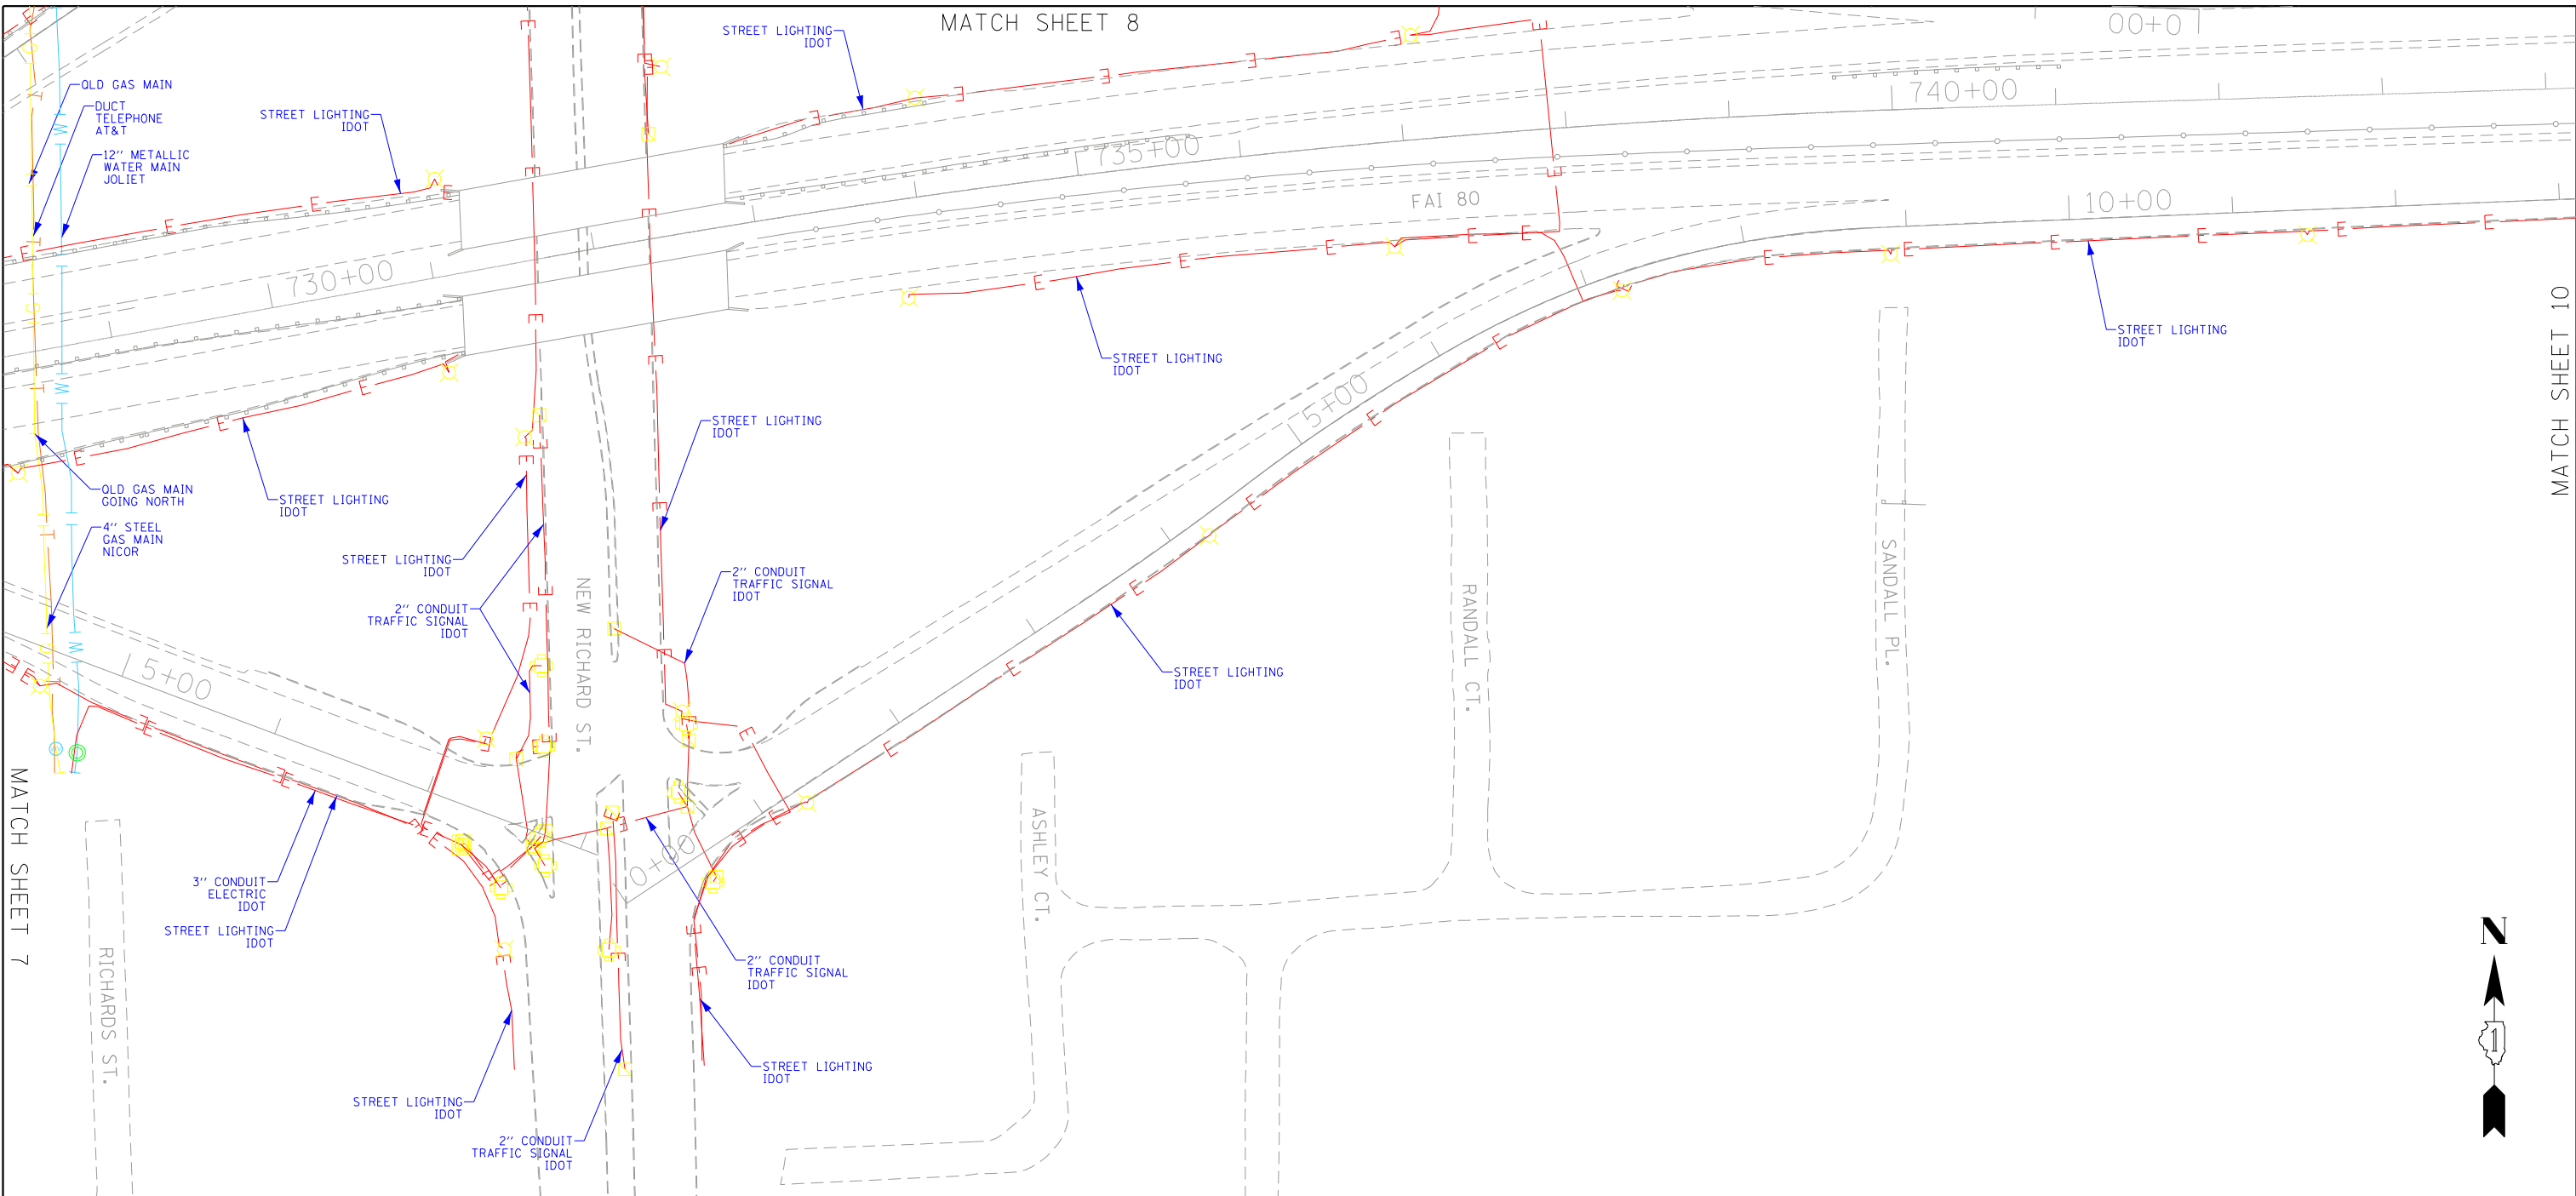 MATCH SHEET 8
STREET LIGHTING
IDOT
00+0
QLD GAS MAIN
DUCT
TELEPHONE
AT&T
12'' METALLIC
WATER MAIN
JOLIET
STREET LIGHTING
IDOT
740+00
735+00
FAI 80
10+00
730+00
MATCH SHEET 10
STREET LIGHTING
IDOT
STREET LIGHTING
IDOT
5+00
STREET LIGHTING
IDOT
QLD GAS MAIN
GOING NORTH
STREET LIGHTING
IDOT
4'' STEEL
GAS MAIN
NICOR
STREET LIGHTING
IDOT
2'' CONDUIT
TRAFFIC SIGNAL
IDOT
2'' CONDUIT
TRAFFIC SIGNAL
IDOT
NEW RICHARD ST.
RANDALL CT.
SANDALL PL.
STREET LIGHTING
IDOT
5+00
MATCH SHEET 7
0+00
ASHLEY CT.
3'' CONDUIT
ELECTRIC
IDOT
STREET LIGHTING
IDOT
RICHARDS ST.
2'' CONDUIT
TRAFFIC SIGNAL
IDOT
STREET LIGHTING
IDOT
STREET LIGHTING
IDOT
2'' CONDUIT
TRAFFIC SIGNAL
IDOT
N
1